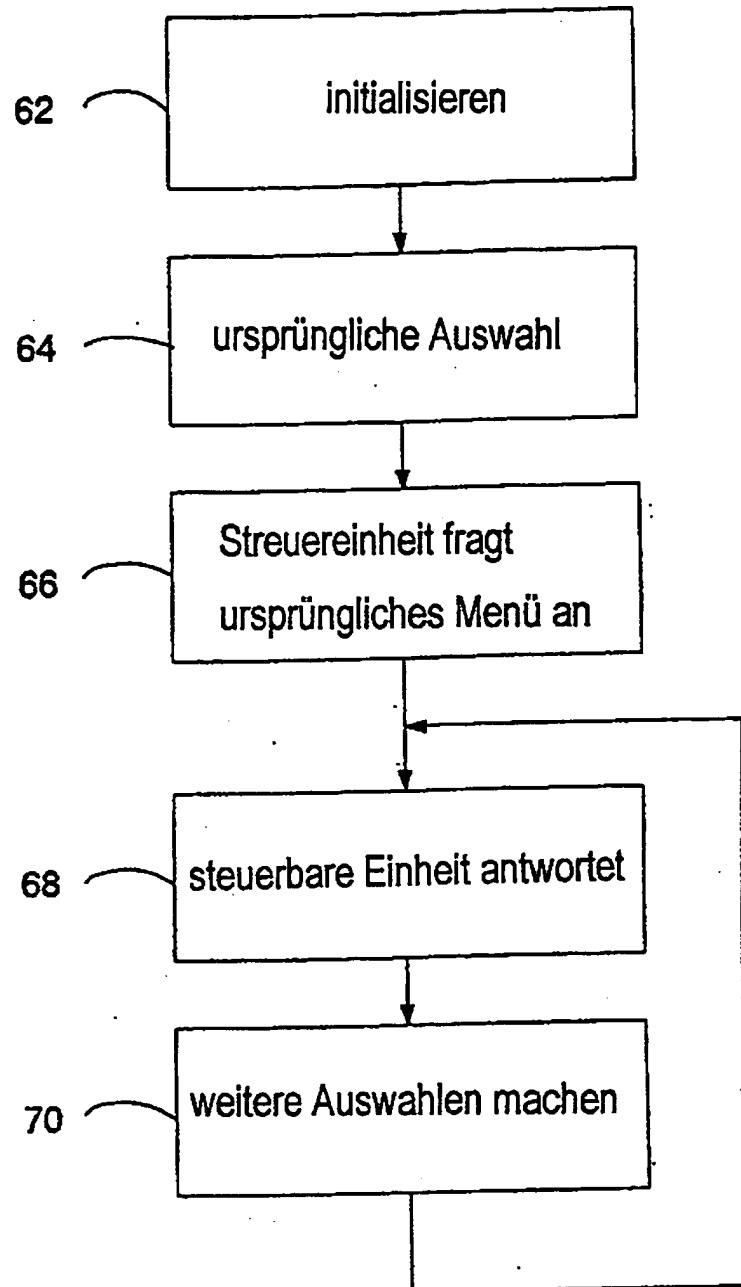 62
initialisieren
64
ursprüngliche Auswahl
66
Streuereinheit fragt
ursprüngliches Menü an
68
steuerbare Einheit antwortet
70
weitere Auswahlen machen